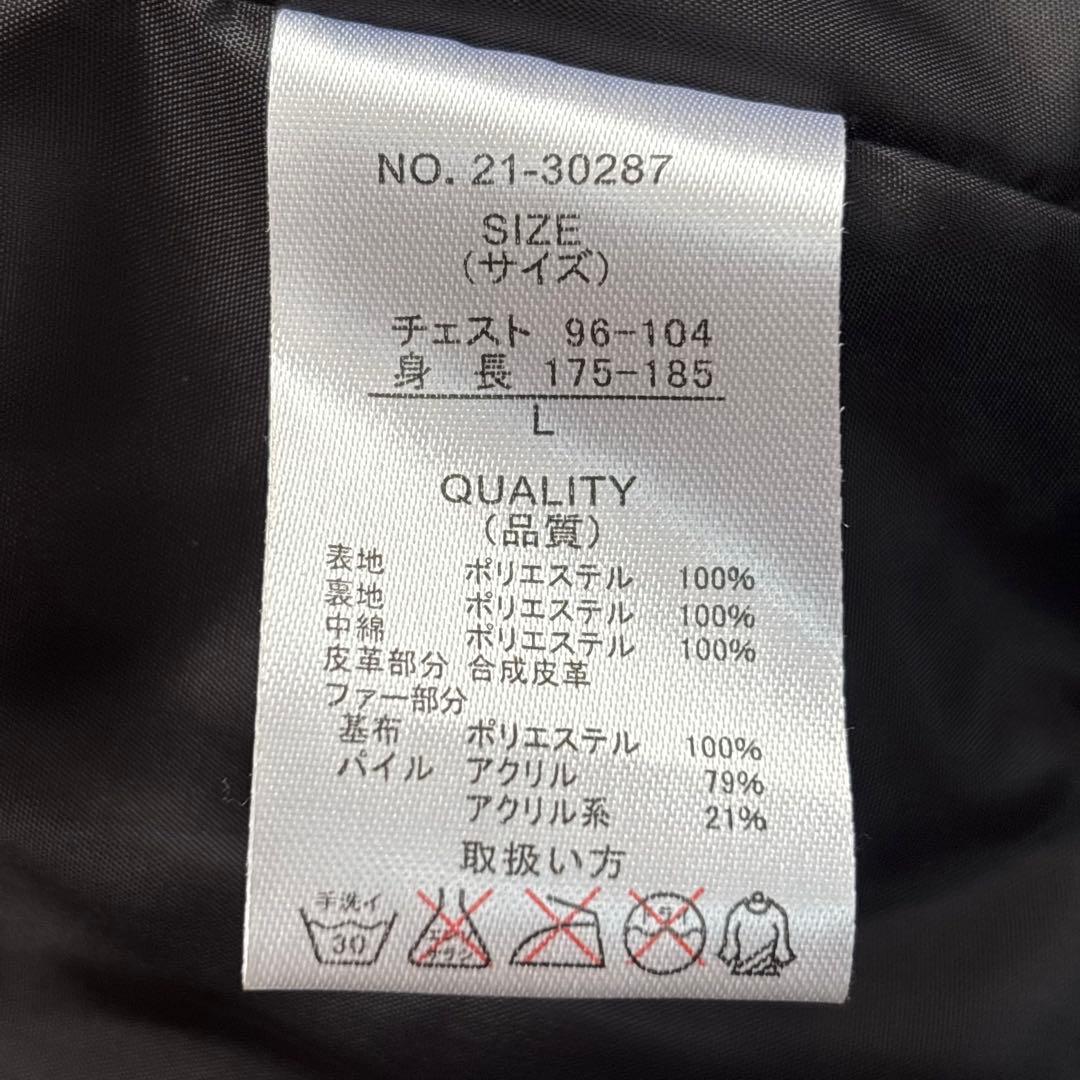 NO. 21-30287
SIZE
(サイズ)
チェスト 96-104
身 長 175-185
L
QUALITY
(品質)
表地 ポリエステル 100%
裏地 ポリエステル 100%
中綿 ポリエステル 100%
皮革部分 合成皮革
ファー部分
基布 ポリエステル 100%
パイル アクリル 79%
アクリル系 21%
取扱い方
手洗イ
30